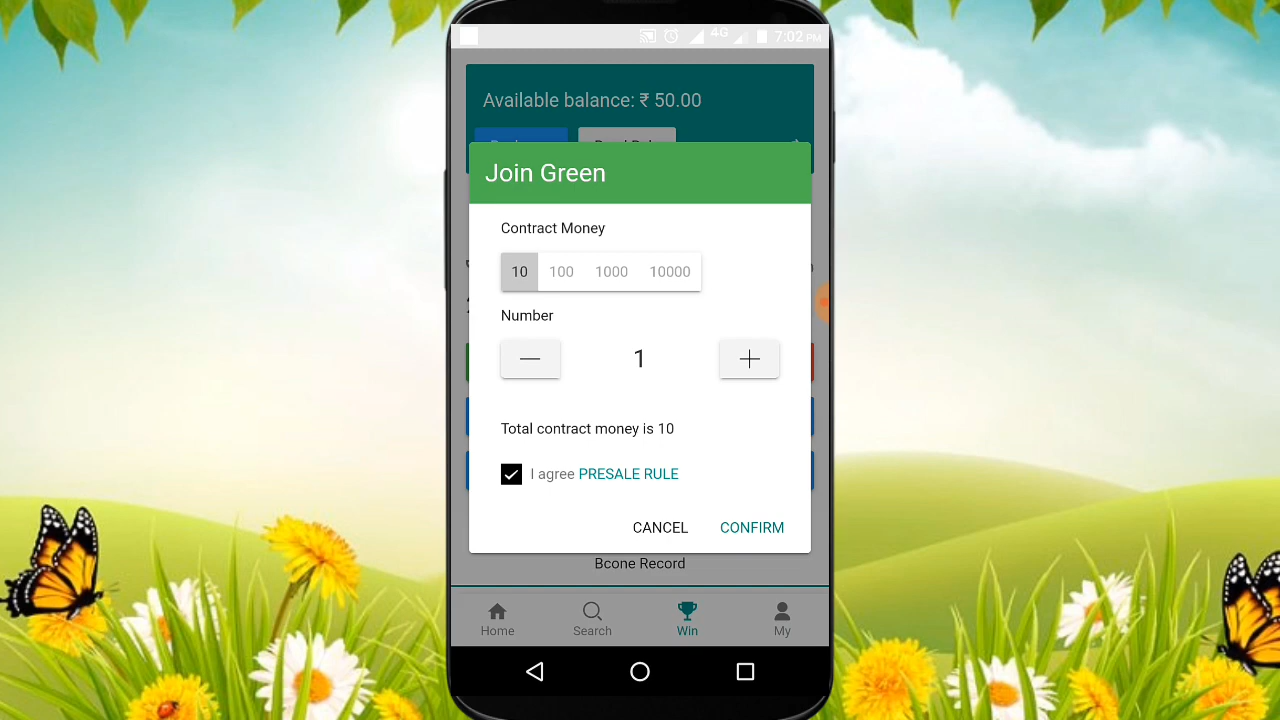 4G 7:02 PM
Available balance: ₹ 50.00
Join Green
Contract Money
10 100 1000 10000
Number
1
Total contract money is 10
I agree PRESALE RULE
CANCEL CONFIRM
Bcone Record
Home Search Win My